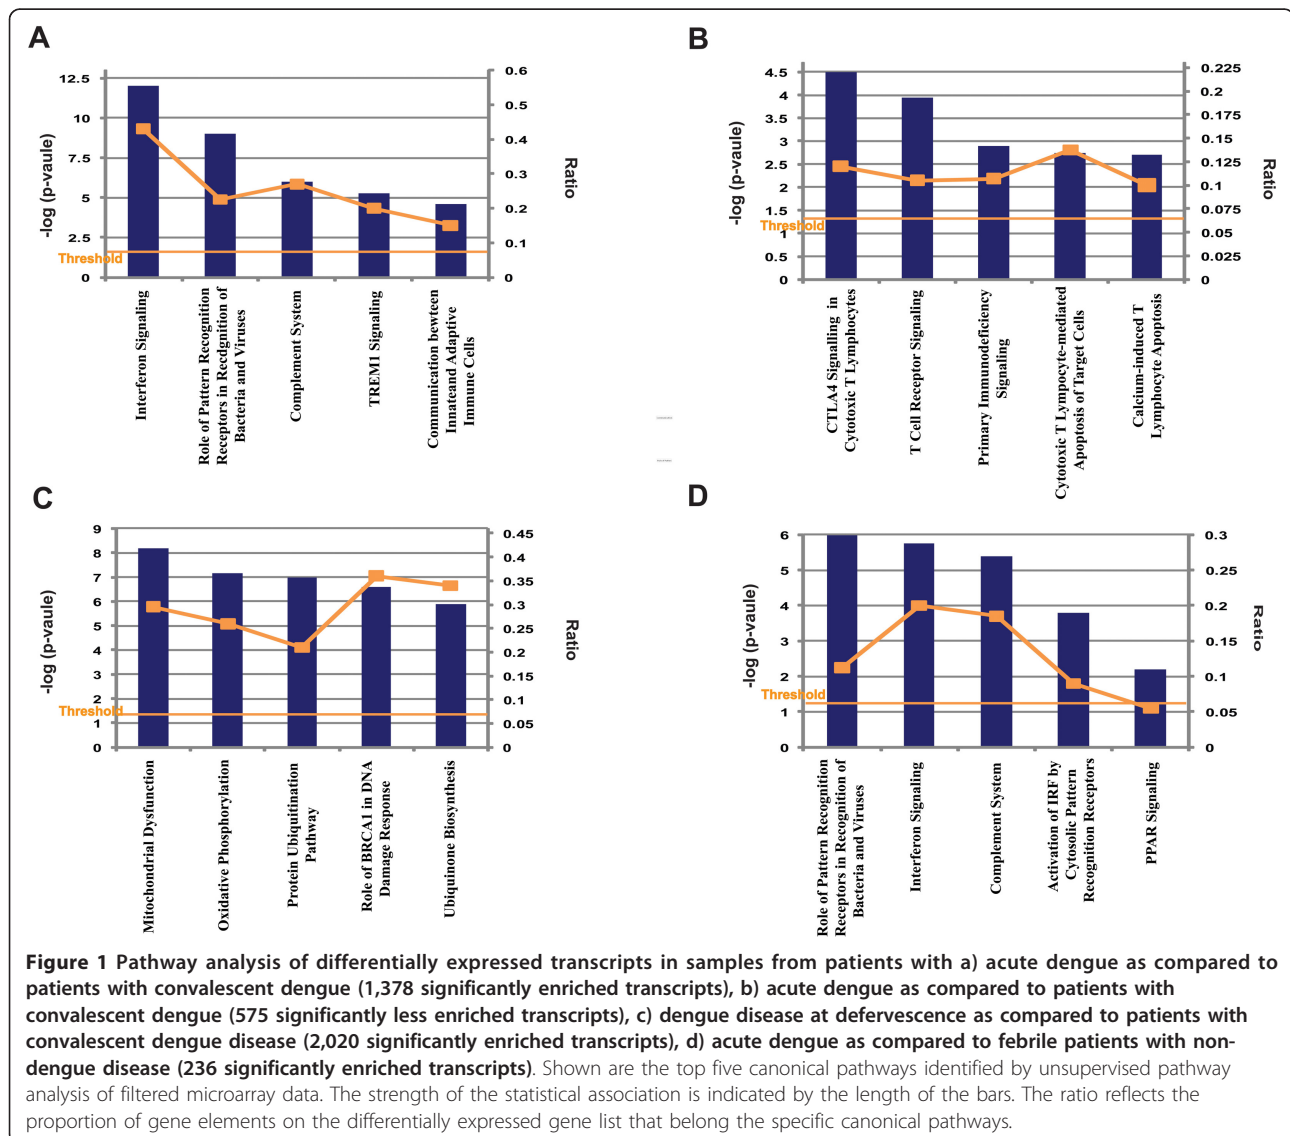 A
-log (p-vaule)
12.5
10
7.5
5
2.5
0
Threshold
0.6
0.5
0.4
0.3
0.2
0.1
0
Ratio
Interferon Signaling
Role of Pattern Recognition
Receptors in Recdgnition of
Bacteria and Viruses
Complement System
TREM1 Signaling
Communication bewteen
Innateand Adaptive
Immune Cells
B
-log (p-vaule)
4.5
4
3.5
3
2.5
2
1.5
1
0.5
0
Threshold
0.225
0.2
0.175
0.15
0.125
0.1
0.075
0.05
0.025
0
Ratio
CTLA4 Signalling in
Cytotoxic T Lymphocytes
T Cell Receptor Signaling
Primary Immunodeficiency
Signaling
Cytotoxic T Lympocyte-mediated
Apoptosis of Target Cells
Calcium-induced T
Lymphocyte Apoptosis
C
-log (p-vaule)
9
8
7
6
5
4
3
2
1
0
Threshold
0.45
0.4
0.35
0.3
0.25
0.2
0.15
0.1
0.05
0
Ratio
Mitochondrial Dysfunction
Oxidative Phosphorylation
Protein Ubiquitination
Pathway
Role of BRCA1 in DNA
Damage Response
Ubiquinone Biosynthesis
D
-log (p-vaule)
6
5
4
3
2
1
0
Threshold
0.3
0.25
0.2
0.15
0.1
0.05
0
Ratio
Role of Pattern Recognition
Receptors in Recognition of
Bacteria and Viruses
Interferon Signaling
Complement System
Activation of IRF by
Cytosolic Pattern
Recognition Receptors
PPAR Signaling
Figure 1 Pathway analysis of differentially expressed transcripts in samples from patients with a) acute dengue as compared to
patients with convalescent dengue (1,378 significantly enriched transcripts), b) acute dengue as compared to patients with
convalescent dengue (575 significantly less enriched transcripts), c) dengue disease at defervescence as compared to patients with
convalescent dengue disease (2,020 significantly enriched transcripts), d) acute dengue as compared to febrile patients with non-
dengue disease (236 significantly enriched transcripts). Shown are the top five canonical pathways identified by unsupervised pathway
analysis of filtered microarray data. The strength of the statistical association is indicated by the length of the bars. The ratio reflects the
proportion of gene elements on the differentially expressed gene list that belong the specific canonical pathways.